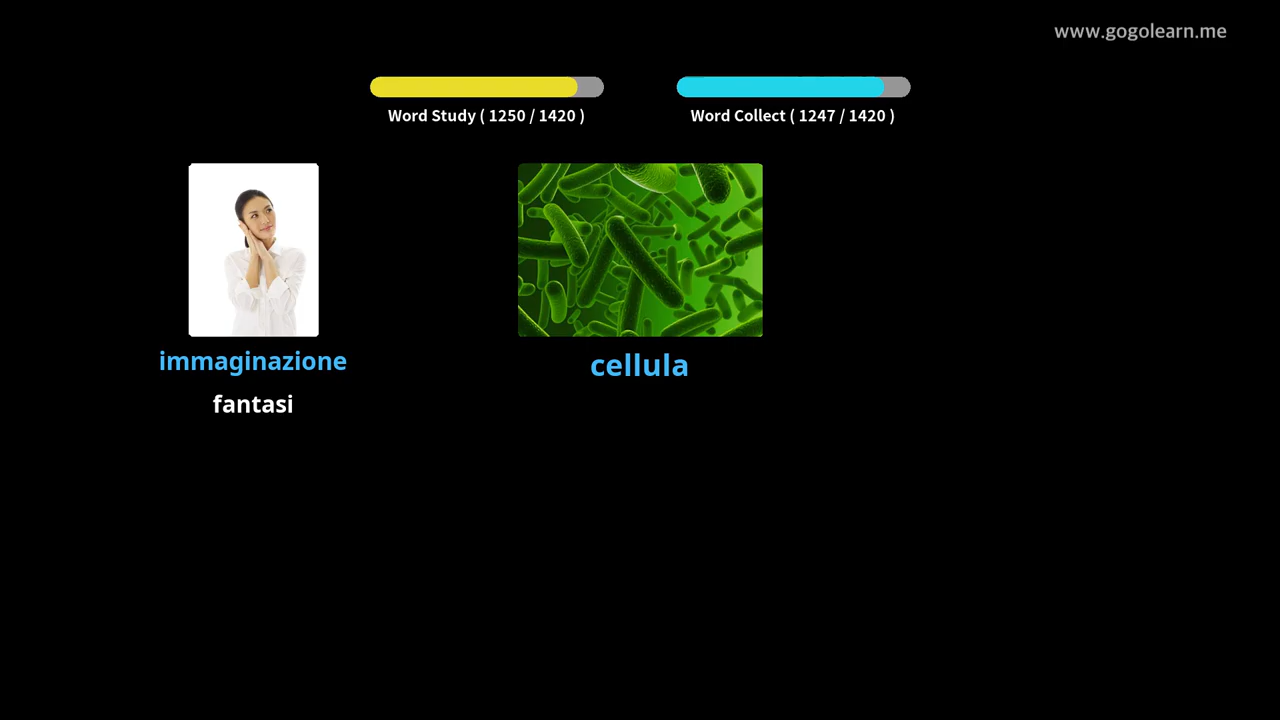 www.gogolearn.me
Word Study ( 1250 / 1420 )
Word Collect ( 1247 / 1420 )
immaginazione
fantasi
cellula